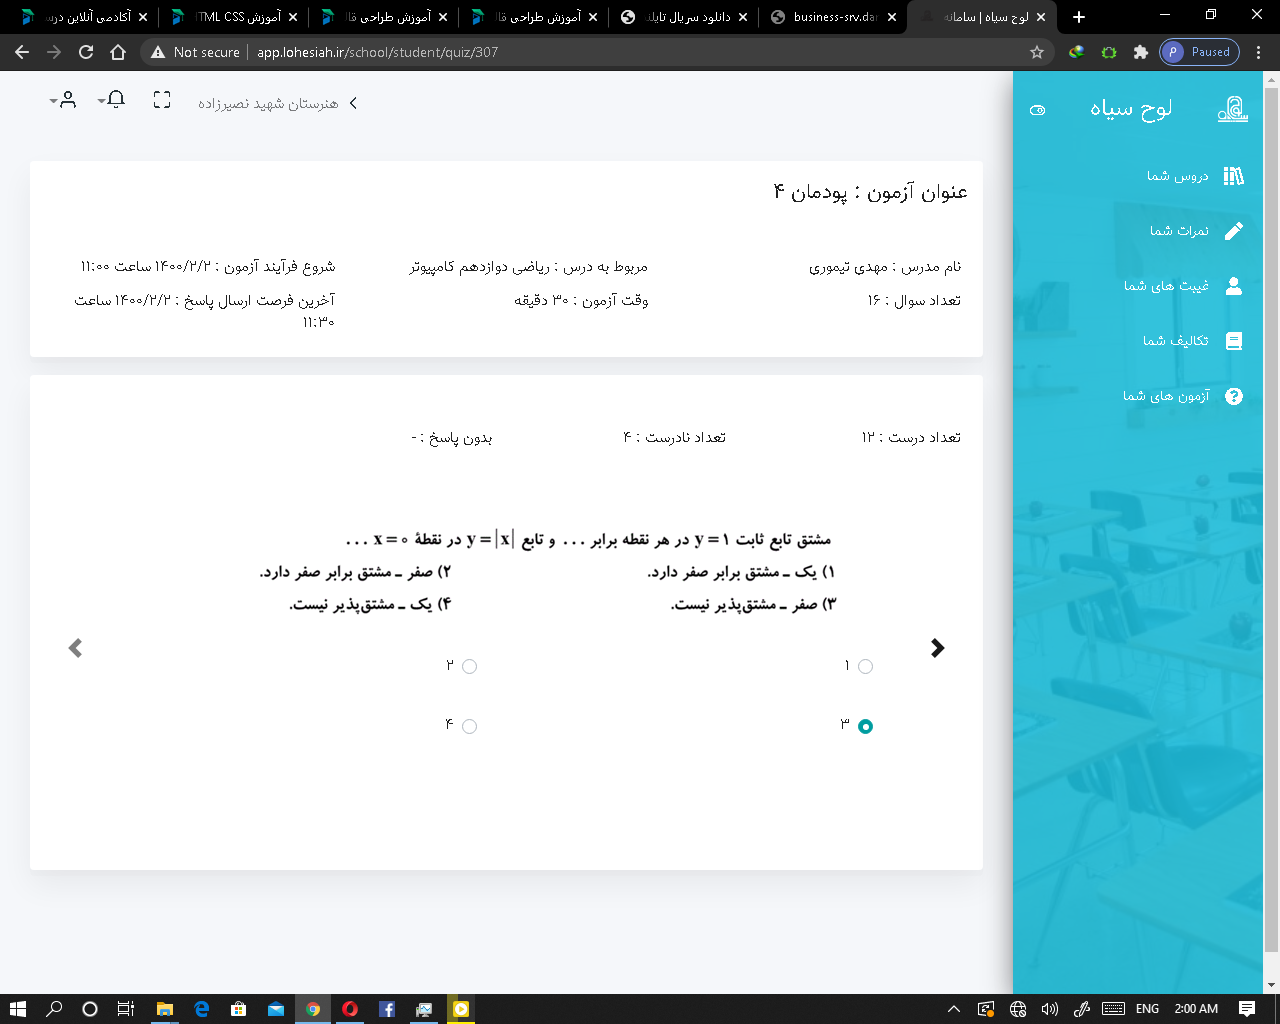 آکادمی آنلاین درس
آموزش HTML CSS
آموزش طراحی قال
آموزش طراحی قال
دانلود سریال تایلند
business-srv.dar
لوح سیاه | سامانه
Not secure | app.lohesiah.ir/school/student/quiz/307
P Paused
هنرستان شهید نصیرزاده
لوح سیاه
دروس شما
نمرات شما
غیبت های شما
تکالیف شما
آزمون های شما
عنوان آزمون : پودمان ۴
نام مدرس : مهدی تیموری
مربوط به درس : ریاضی دوازدهم کامپیوتر
شروع فرآیند آزمون : ۱۴۰۰/۲/۲ ساعت ۱۱:۰۰
تعداد سوال : ۱۶
وقت آزمون : ۳۰ دقیقه
آخرین فرصت ارسال پاسخ : ۱۴۰۰/۲/۲ ساعت
۱۱:۳۰
تعداد درست : ۱۲
تعداد نادرست : ۴
بدون پاسخ : -
مشتق تابع ثابت y = ۱ در هر نقطه برابر ... و تابع y = |x| در نقطهٔ x = ۰ ...
۱) یک ـ مشتق برابر صفر دارد.
۲) صفر ـ مشتق برابر صفر دارد.
۳) صفر ـ مشتق‌پذیر نیست.
۴) یک ـ مشتق‌پذیر نیست.
۱
۲
۳
۴
ENG
2:00 AM